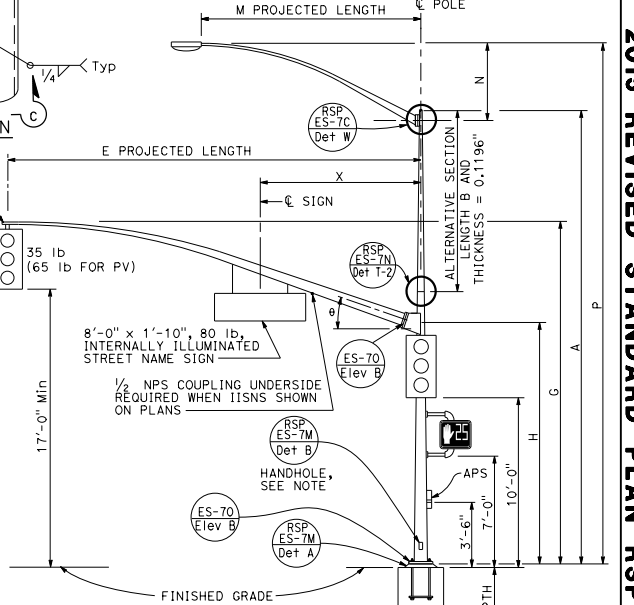 M PROJECTED LENGTH
℄ POLE
1/4
Typ
C
N
N
RSP
ES-7C
Det W
E PROJECTED LENGTH
X
℄ SIGN
ALTERNATIVE SECTION
LENGTH B AND
THICKNESS = 0.1196"
35 lb
(65 lb FOR PV)
RSP
ES-7N
Det T-2
P
A
G
H
θ
8'-0" x 1'-10", 80 lb,
INTERNALLY ILLUMINATED
STREET NAME SIGN
ES-70
Elev B
1/2 NPS COUPLING UNDERSIDE
REQUIRED WHEN IISNS SHOWN
ON PLANS
17'-0" Min
RSP
ES-7M
Det B
HANDHOLE,
SEE NOTE
25
APS
10'-0"
7'-0"
3'-6"
ES-70
Elev B
RSP
ES-7M
Det A
FINISHED GRADE
REVISED STANDARD PLAN RSP